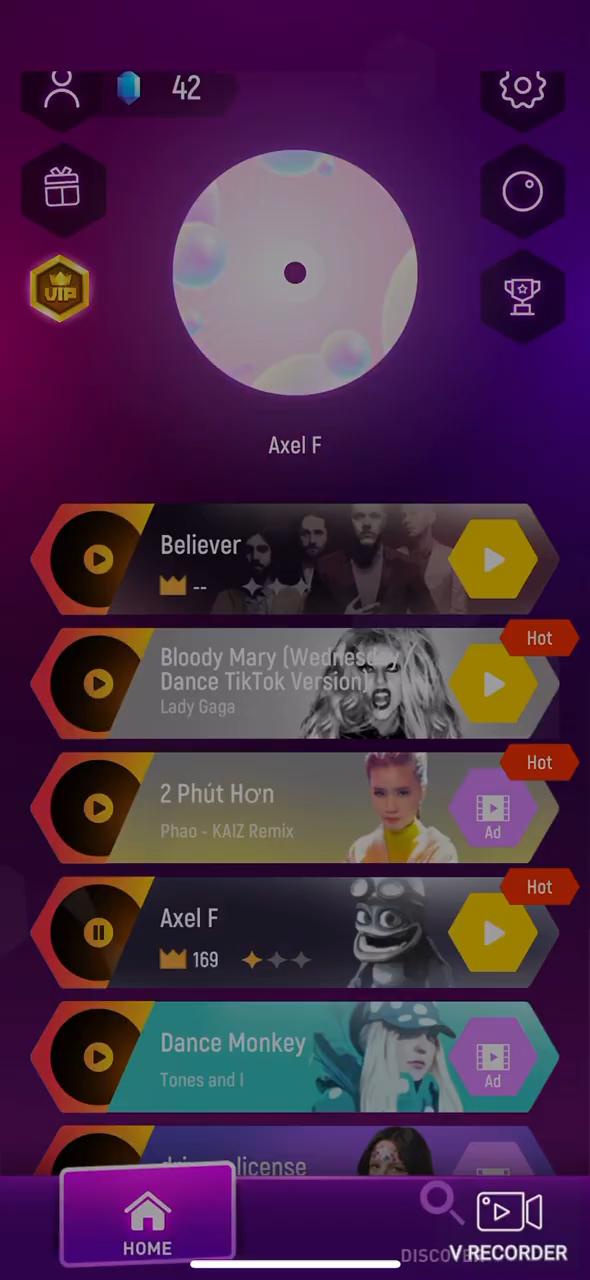 42
VIP
Axel F
Believer
--
Hot
Bloody Mary (Wednesday
Dance TikTok Version)
Lady Gaga
Hot
2 Phút Hơn
Phao - KAIZ Remix
Ad
Hot
Axel F
169
Dance Monkey
Tones and I
Ad
license
HOME
V RECORDER